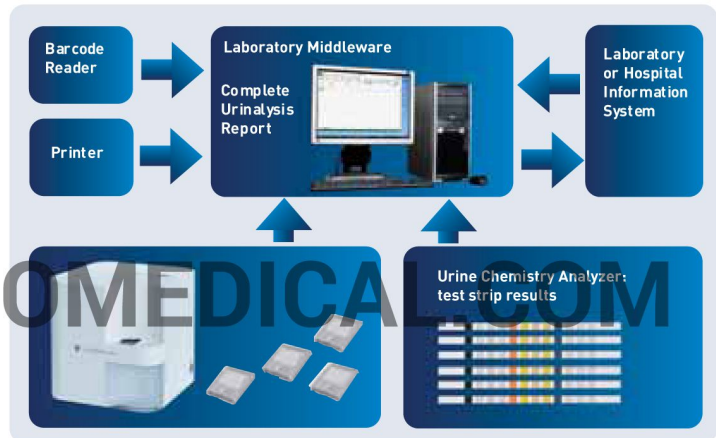 Barcode
Reader
Laboratory Middleware
Complete
Urinalysis
Report
Laboratory
or Hospital
Information
System
Printer
Urine Chemistry Analyzer:
test strip results
OMEDICAL.COM